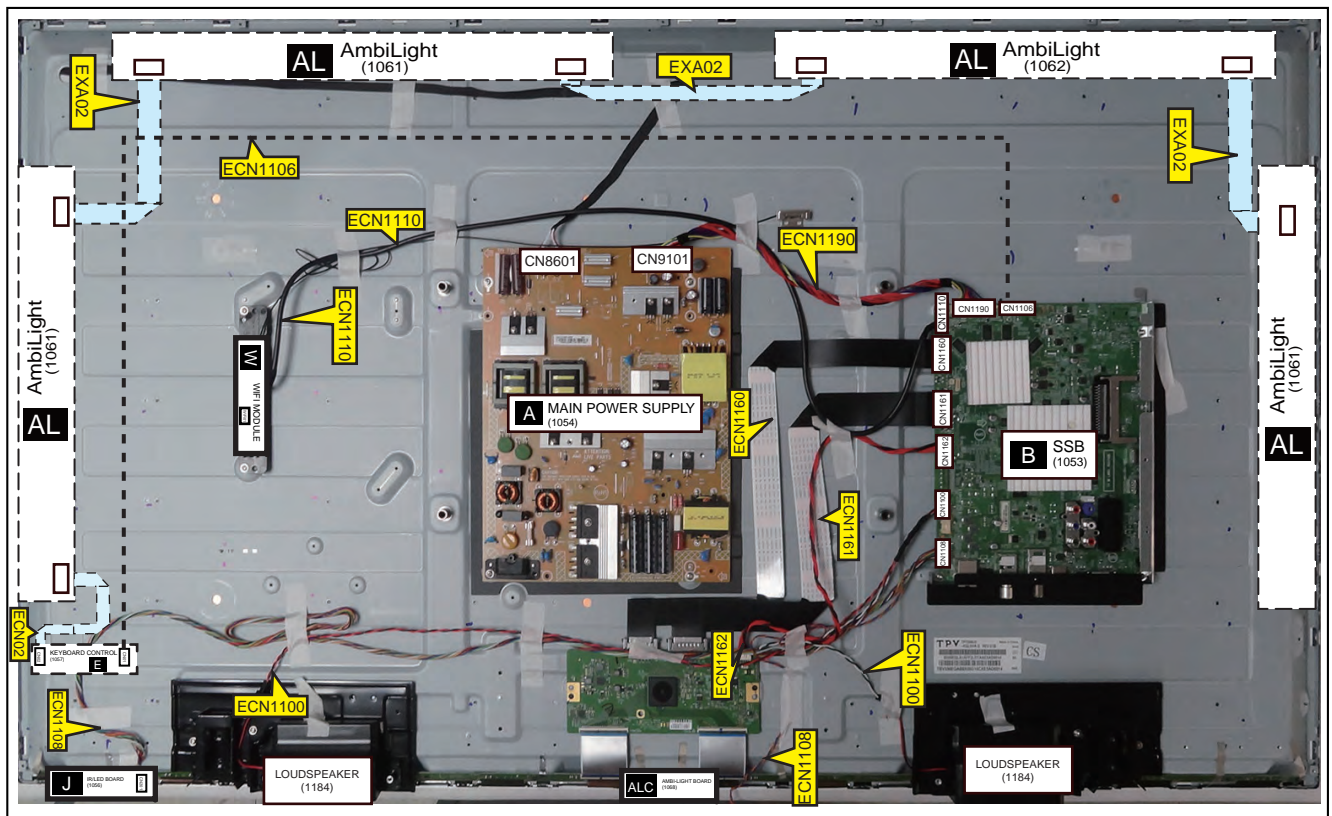 AL AmbiLight
(1061)
AL AmbiLight
(1062)
EXA02
EXA02
EXA02
ECN1106
ECN1110
ECN1190
ECN1110
CN8601
CN9101
CN1110
CN1190
CN1106
CN1160
CN1161
CN1162
CN1100
CN1108
AmbiLight
(1061)
AL
AmbiLight
(1061)
AL
W WIFI MODULE
A MAIN POWER SUPPLY
(1054)
ECN1160
ECN1161
B SSB
(1053)
ECN02
KEYBOARD CONTROL
(1057)
E
ECN1162
ECN1100
ECN1100
ECN1108
ECN1108
TPV
CS
J IR/LED BOARD
(1056)
LOUDSPEAKER
(1184)
ALC AMBI-LIGHT BOARD
(1068)
LOUDSPEAKER
(1184)